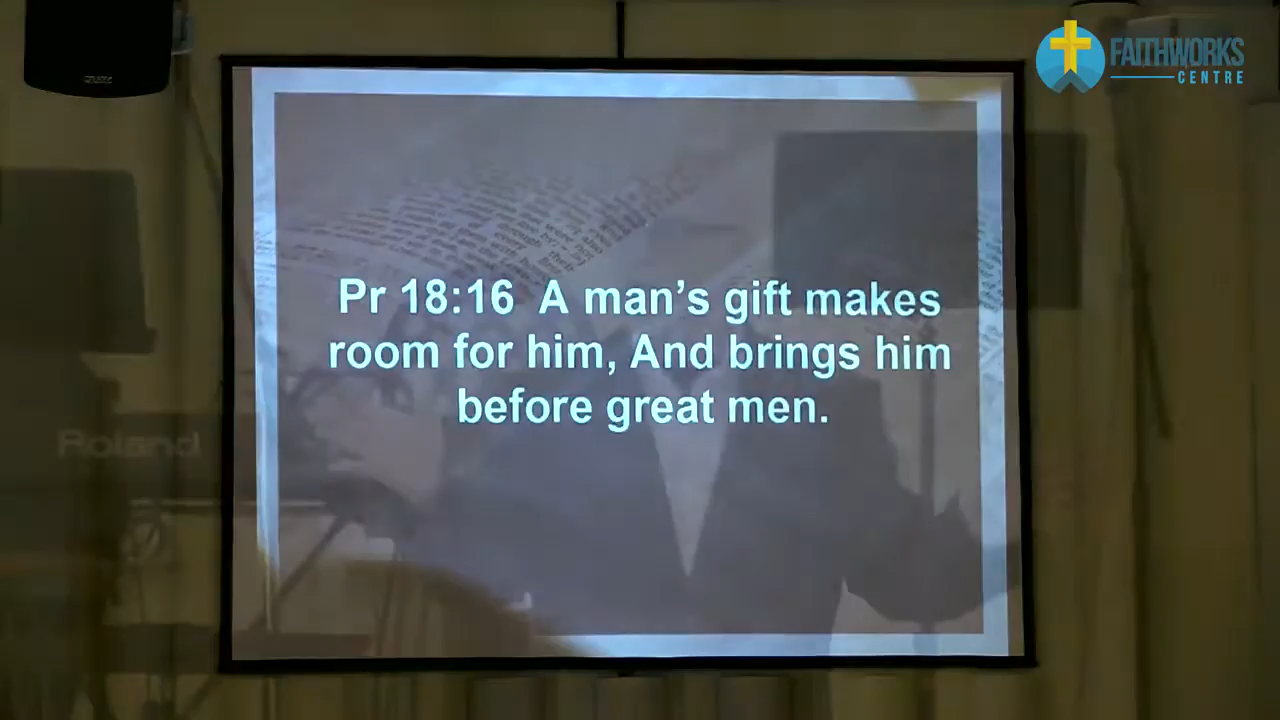 FAITHWORKS
CENTRE
Pr 18:16 A man’s gift makes
room for him, And brings him
before great men.
Roland